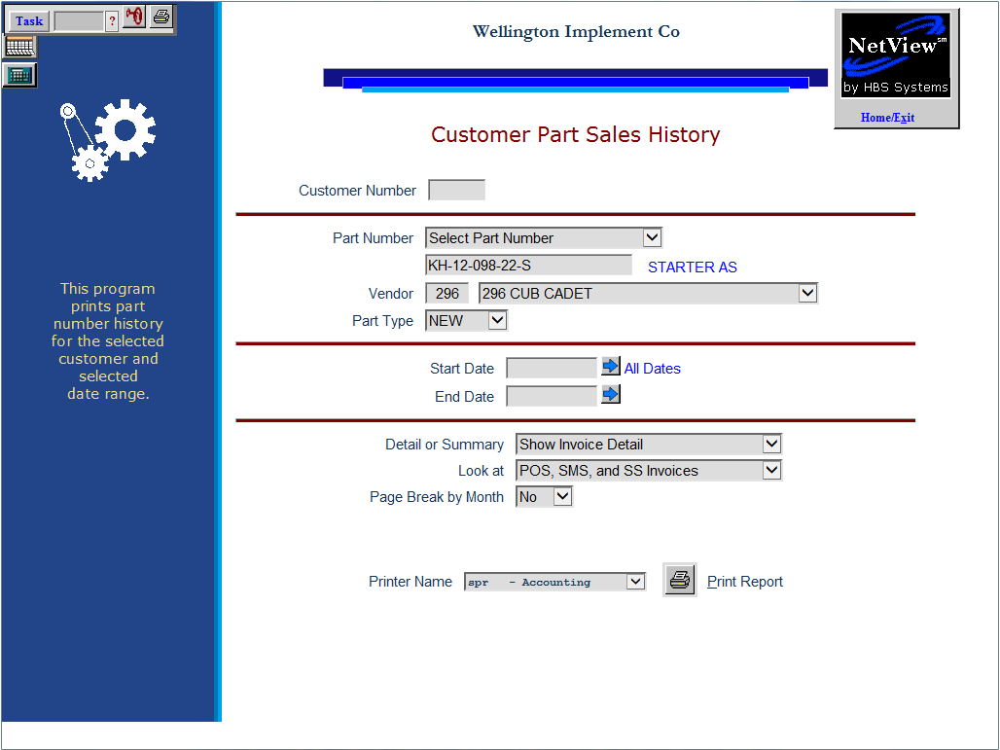 Task ?
Wellington Implement Co
NetView SM
by HBS Systems
Home/Exit
Customer Part Sales History
Customer Number
Part Number Select Part Number
KH-12-098-22-S STARTER AS
Vendor 296 296 CUB CADET
Part Type NEW
Start Date All Dates
End Date
Detail or Summary Show Invoice Detail
Look at POS, SMS, and SS Invoices
Page Break by Month No
Printer Name spr - Accounting Print Report
This program
prints part
number history
for the selected
customer and
selected
date range.